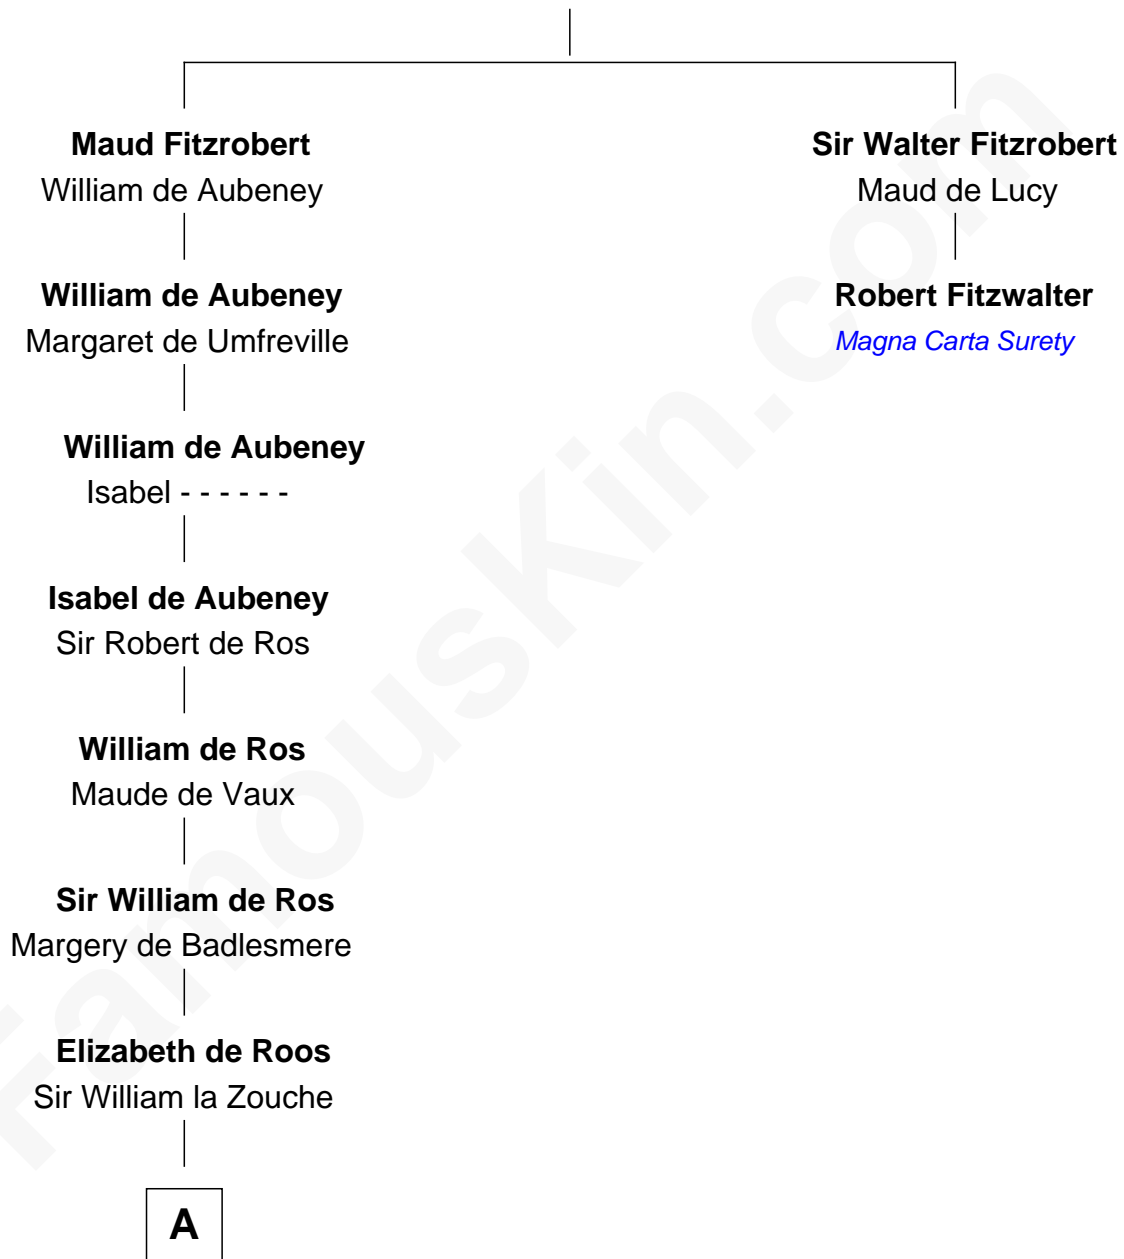 Maud Fitzrobert
William de Aubeney
Sir Walter Fitzrobert
Maud de Lucy
William de Aubeney
Margaret de Umfreville
Robert Fitzwalter
Magna Carta Surety
William de Aubeney
Isabel - - - - - -
Isabel de Aubeney
Sir Robert de Ros
William de Ros
Maude de Vaux
Sir William de Ros
Margery de Badlesmere
Elizabeth de Roos
Sir William la Zouche
A
FamousKin.com